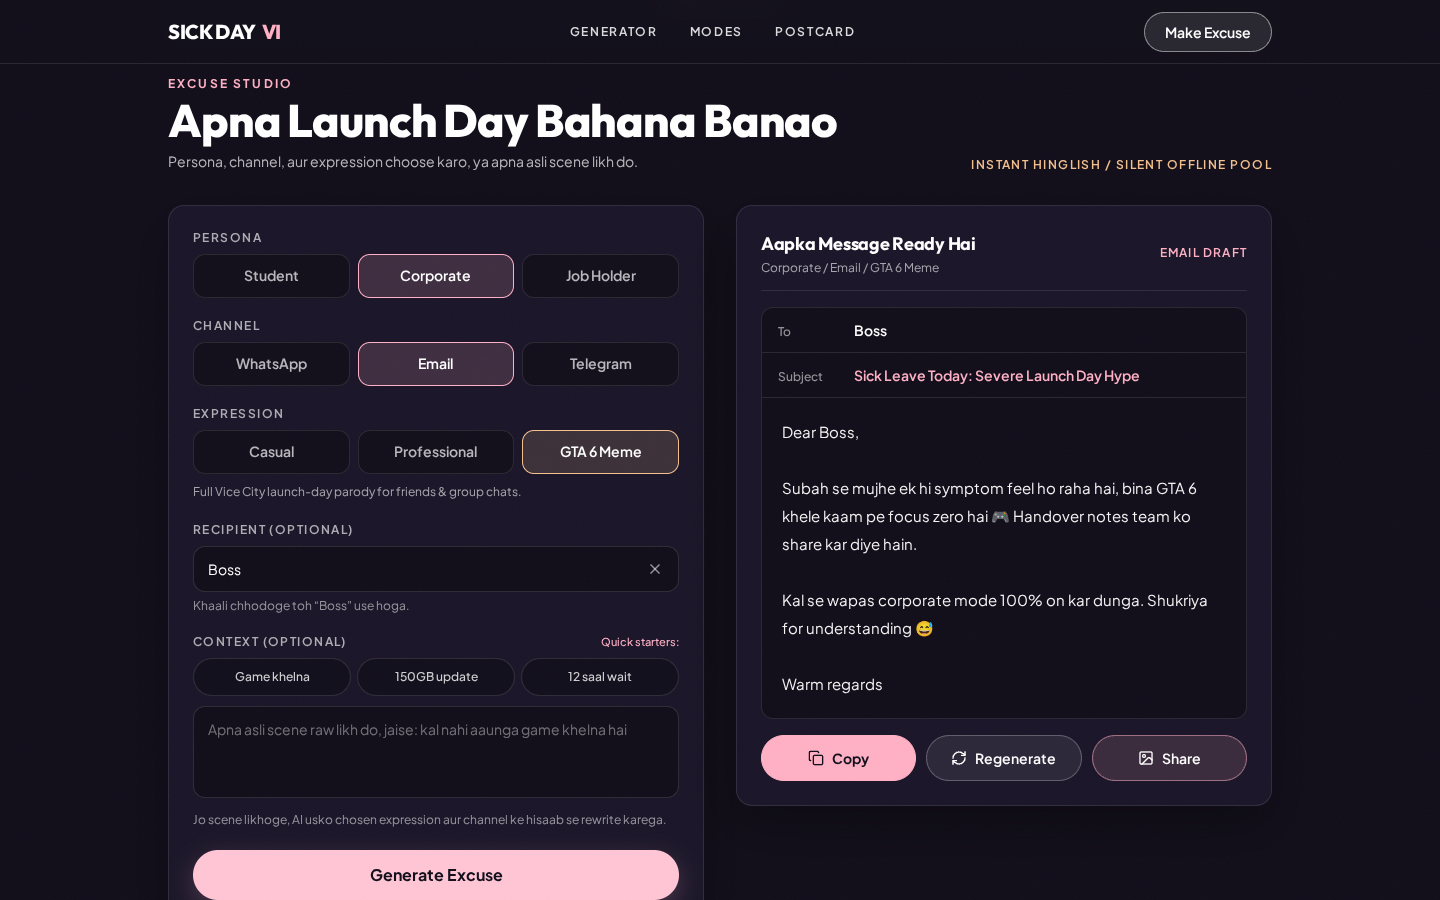 SICKDAY VI
GENERATOR
MODES
POSTCARD
Make Excuse
EXCUSE STUDIO
Apna Launch Day Bahana Banao
Persona, channel, aur expression choose karo, ya apna asli scene likh do.
INSTANT HINGLISH / SILENT OFFLINE POOL
PERSONA
Student
Corporate
Job Holder
CHANNEL
WhatsApp
Email
Telegram
EXPRESSION
Casual
Professional
GTA 6 Meme
Full Vice City launch-day parody for friends & group chats.
RECIPIENT (OPTIONAL)
Boss
Khaali chhodoge toh “Boss” use hoga.
CONTEXT (OPTIONAL)
Quick starters:
Game khelna
150GB update
12 saal wait
Apna asli scene raw likh do, jaise: kal nahi aaunga game khelna hai
Jo scene likhoge, AI usko chosen expression aur channel ke hisaab se rewrite karega.
Generate Excuse
Aapka Message Ready Hai
Corporate / Email / GTA 6 Meme
EMAIL DRAFT
To Boss
Subject Sick Leave Today: Severe Launch Day Hype
Dear Boss,
Subah se mujhe ek hi symptom feel ho raha hai, bina GTA 6
khele kaam pe focus zero hai 🎮 Handover notes team ko
share kar diye hain.
Kal se wapas corporate mode 100% on kar dunga. Shukriya
for understanding 😅
Warm regards
Copy
Regenerate
Share